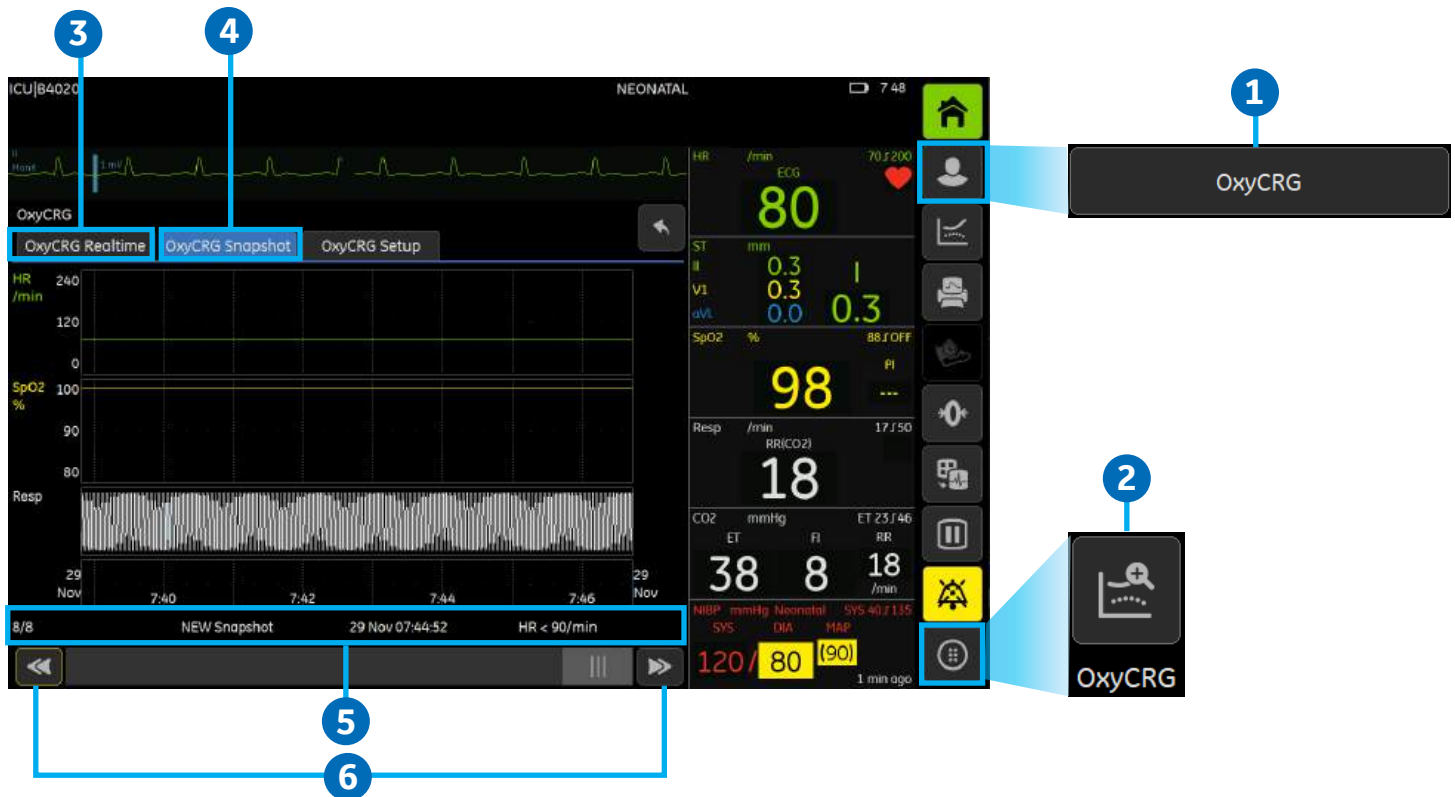 3
4
1
ICU|B4020
NEONATAL
7 48
II
Moni
1 mV
HR /min 70 200
ECG
80
OxyCRG
OxyCRG
OxyCRG Realtime
OxyCRG Snapshot
OxyCRG Setup
ST mm
II 0.3
V1 0.3
aVL 0.0
I
0.3
HR
/min
240
120
0
SpO2 % 88 OFF
PI
98 ---
SpO2
%
100
90
80
Resp /min 17 50
RR(CO2)
18
2
Resp
CO2 mmHg ET 23 46
ET FI RR
38 8 18
/min
29
Nov
7:40
7:42
7:44
7:46
29
Nov
8/8 NEW Snapshot 29 Nov 07:44:52 HR < 90/min
NIBP mmHg Neonatal SYS 40 135
SYS DIA MAP
120/ 80 (90)
1 min ago
OxyCRG
5
6